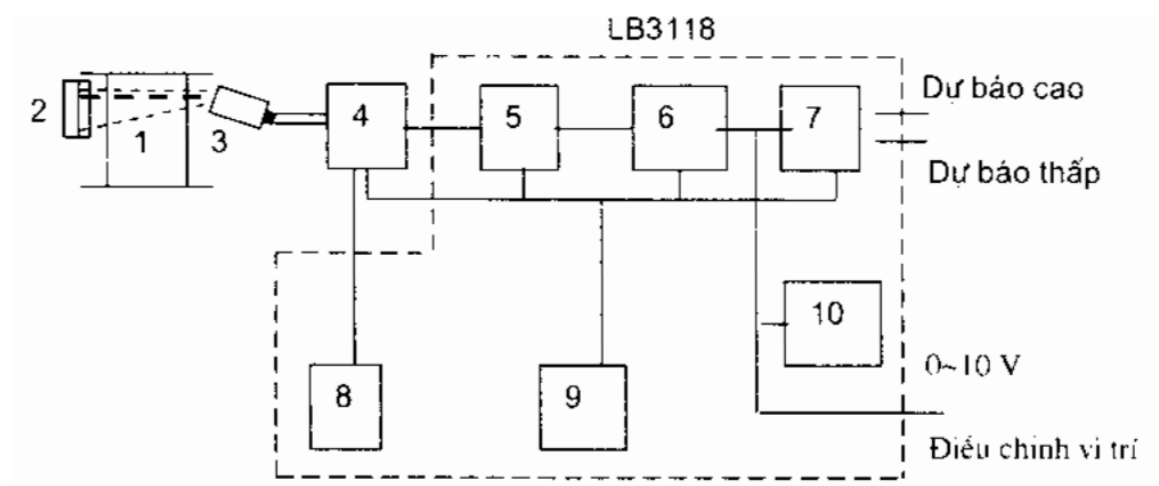 LB3118
Dự báo cao
2
1
3
4
5
6
7
Dự báo thấp
10
0~10 V
8
9
Điều chỉnh vi trí